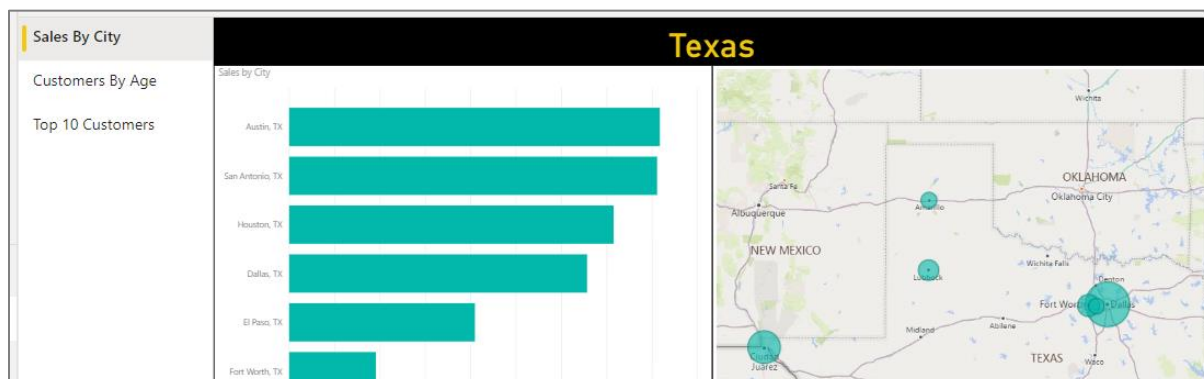 Sales By City
Customers By Age
Top 10 Customers
Texas
Sales by City
Austin, TX
San Antonio, TX
Houston, TX
Dallas, TX
El Paso, TX
Fort Worth, TX
Wichita
Santa Fe
OKLAHOMA
Oklahoma City
Albuquerque
Amarillo
NEW MEXICO
Wichita Falls
Lubbock
Denton
Fort Worth
Dallas
Midland
Abilene
Ciudad
Juárez
TEXAS
Waco